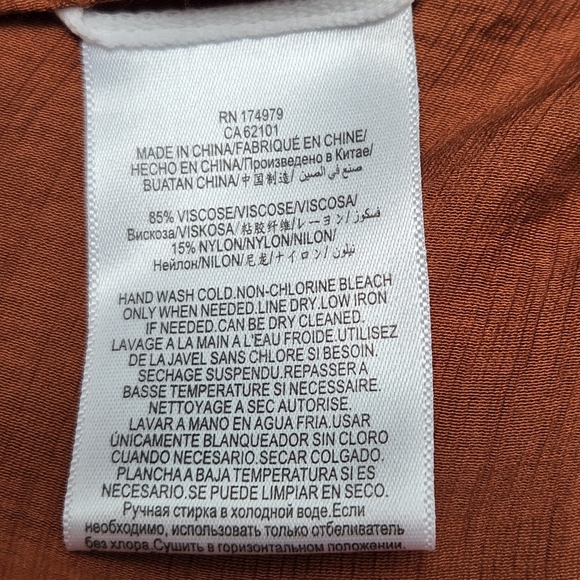 RN 174979
CA 62101
MADE IN CHINA/FABRIQUÉ EN CHINE/
HECHO EN CHINA/Произведено в Китае/
BUATAN CHINA/中国制造/ صنع في الصين/
85% VISCOSE/VISCOSE/VISCOSA/
Вискоза/VISKOSA/粘胶纤维/レーヨン/فسكوز/
15% NYLON/NYLON/NILON/
Нейлон/NILON/尼龙/ナイロン/نيلون/
HAND WASH COLD.NON-CHLORINE BLEACH
ONLY WHEN NEEDED.LINE DRY.LOW IRON
IF NEEDED.CAN BE DRY CLEANED.
LAVAGE A LA MAIN A L'EAU FROIDE.UTILISEZ
DE LA JAVEL SANS CHLORE SI BESOIN.
SECHAGE SUSPENDU.REPASSER A
BASSE TEMPERATURE SI NECESSAIRE.
NETTOYAGE A SEC AUTORISE.
LAVAR A MANO EN AGUA FRIA.USAR
ÚNICAMENTE BLANQUEADOR SIN CLORO
CUANDO NECESARIO.SECAR COLGADO.
PLANCHA A BAJA TEMPERATURA SI ES
NECESARIO.SE PUEDE LIMPIAR EN SECO.
Ручная стирка в холодной воде.Если
необходимо, использовать только отбеливатель
без хлора.Сушить в горизонтальном положении.